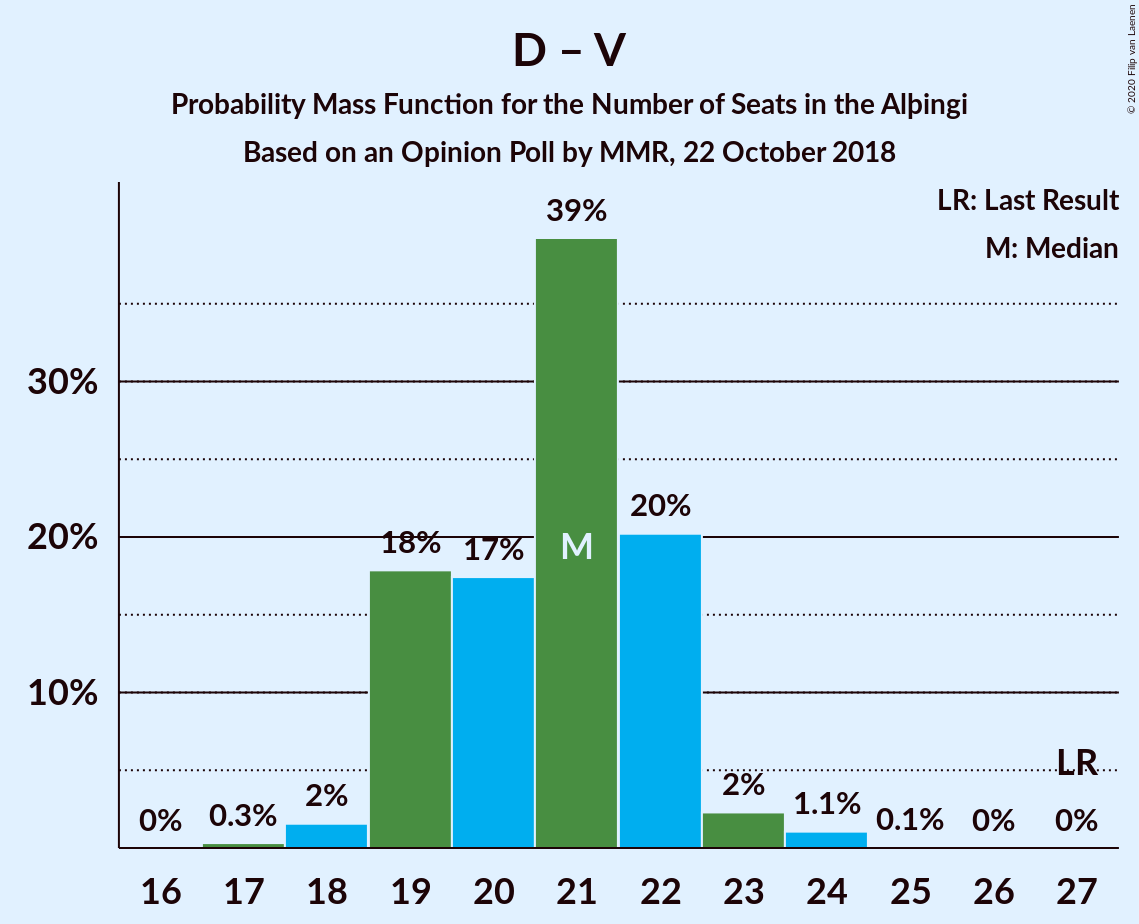 D – V
Probability Mass Function for the Number of Seats in the Alþingi
Based on an Opinion Poll by MMR, 22 October 2018
© 2020 Filip van Laenen
LR: Last Result
M: Median
39%
30%
20%
20%
18%
17%
M
10%
LR
0%
0.3%
2%
2%
1.1%
0.1%
0%
0%
16 17 18 19 20 21 22 23 24 25 26 27